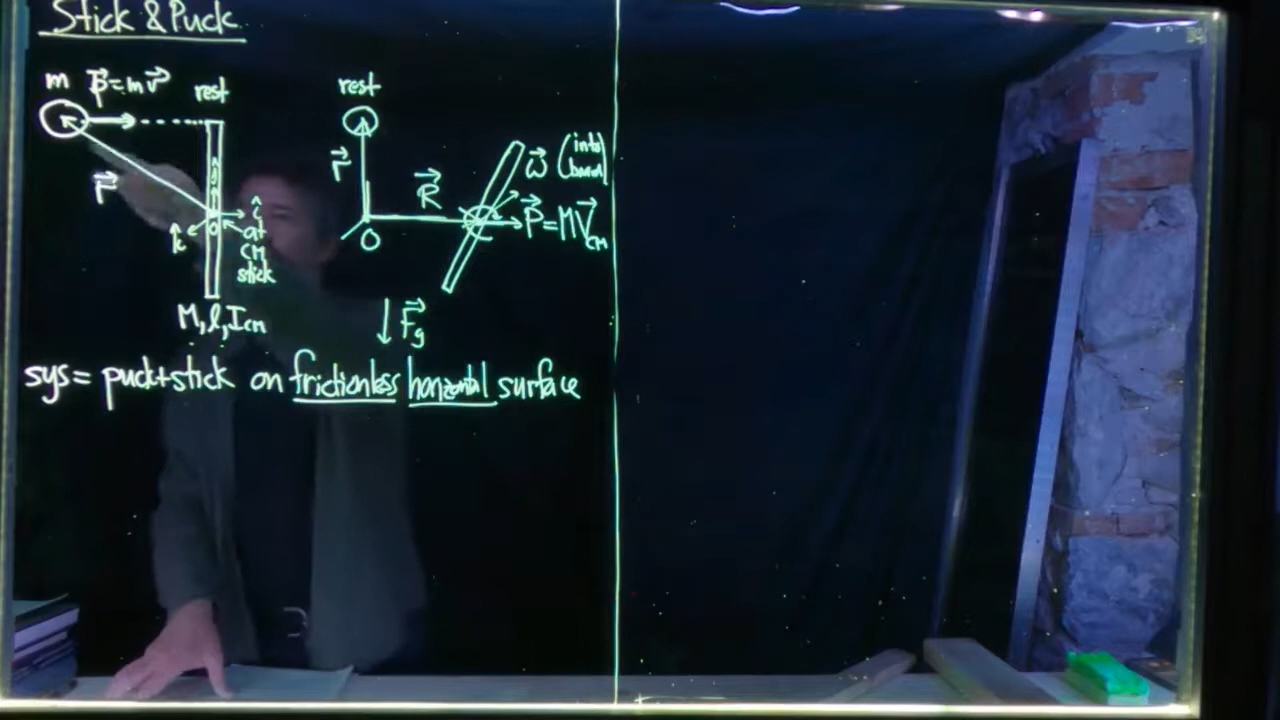 Stick & Puck
m p⃗=mv⃗ rest rest
r⃗ r⃗ R⃗ ω⃗ (into board)
P⃗=MV⃗CM
ĵ
î
k̂ O at CM stick
O
M, l, ICM F⃗g
sys= puck+stick on frictionless horizontal surface